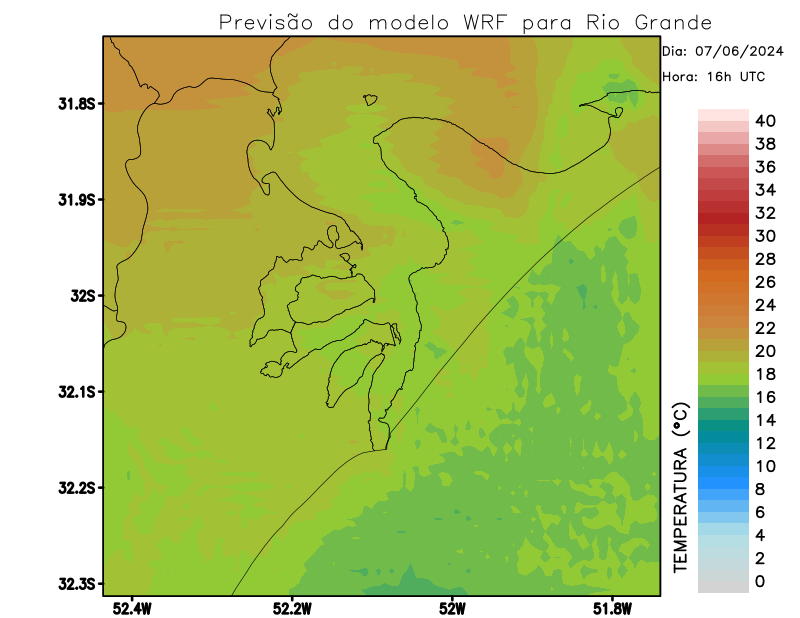 Previsão do modelo WRF para Rio Grande
Dia: 07/06/2024
Hora: 16h UTC
31.8S
31.9S
32S
32.1S
32.2S
32.3S
52.4W
52.2W
52W
51.8W
TEMPERATURA (°C)
40
38
36
34
32
30
28
26
24
22
20
18
16
14
12
10
8
6
4
2
0